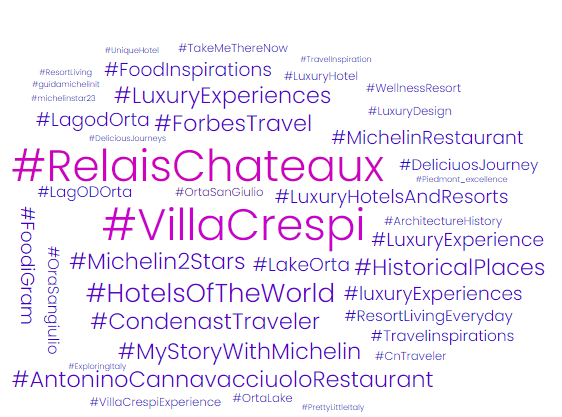 #UniqueHotel #TakeMeThereNow
#TravelInspiration
#ResortLiving #FoodInspirations #LuxuryHotel
#guidamichelinit #LuxuryExperiences #WellnessResort
#michelinstar23
#LagodOrta #ForbesTravel #LuxuryDesign
#DeliciousJourneys #MichelinRestaurant
#RelaisChateaux #DeliciuosJourney
#Piedmont_excellence
#LagODOrta #OrtaSanGiulio #LuxuryHotelsAndResorts
#VillaCrespi #ArchitectureHistory
#FoodiGram
#LuxuryExperience
#OraSangiulio
#Michelin2Stars #LakeOrta #HistoricalPlaces
#HotelsOfTheWorld #luxuryExperiences
#CondenastTraveler #ResortLivingEveryday
#Travelinspirations
#MyStoryWithMichelin #CnTraveler
#ExploringItaly
#AntoninoCannavacciuoloRestaurant
#VillaCrespiExperience #OrtaLake
#PrettyLittleItaly